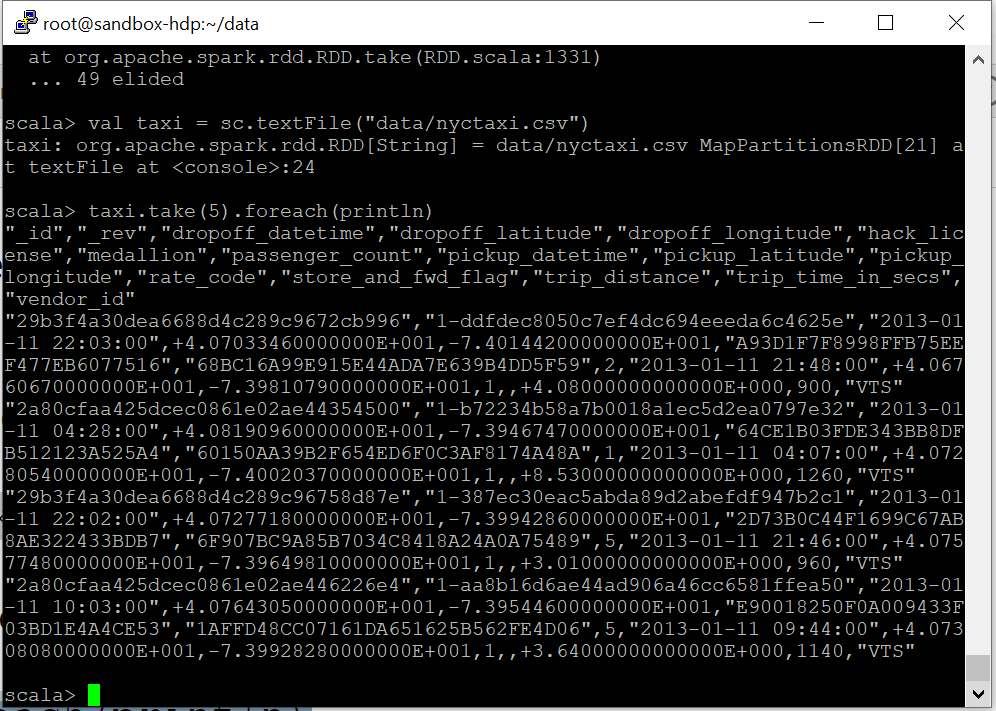 root@sandbox-hdp:~/data
  at org.apache.spark.rdd.RDD.take(RDD.scala:1331)
  ... 49 elided
scala> val taxi = sc.textFile("data/nyctaxi.csv")
taxi: org.apache.spark.rdd.RDD[String] = data/nyctaxi.csv MapPartitionsRDD[21] a
t textFile at <console>:24
scala> taxi.take(5).foreach(println)
"_id","_rev","dropoff_datetime","dropoff_latitude","dropoff_longitude","hack_lic
ense","medallion","passenger_count","pickup_datetime","pickup_latitude","pickup_
longitude","rate_code","store_and_fwd_flag","trip_distance","trip_time_in_secs",
"vendor_id"
"29b3f4a30dea6688d4c289c9672cb996","1-ddfdec8050c7ef4dc694eeeda6c4625e","2013-01
-11 22:03:00",+4.07033460000000E+001,-7.40144200000000E+001,"A93D1F7F8998FFB75EE
F477EB6077516","68BC16A99E915E44ADA7E639B4DD5F59",2,"2013-01-11 21:48:00",+4.067
60670000000E+001,-7.39810790000000E+001,1,,+4.08000000000000E+000,900,"VTS"
"2a80cfaa425dcec0861e02ae44354500","1-b72234b58a7b0018a1ec5d2ea0797e32","2013-01
-11 04:28:00",+4.08190960000000E+001,-7.39467470000000E+001,"64CE1B03FDE343BB8DF
B512123A525A4","60150AA39B2F654ED6F0C3AF8174A48A",1,"2013-01-11 04:07:00",+4.072
80540000000E+001,-7.40020370000000E+001,1,,+8.53000000000000E+000,1260,"VTS"
"29b3f4a30dea6688d4c289c96758d87e","1-387ec30eac5abda89d2abefdf947b2c1","2013-01
-11 22:02:00",+4.07277180000000E+001,-7.39942860000000E+001,"2D73B0C44F1699C67AB
8AE322433BDB7","6F907BC9A85B7034C8418A24A0A75489",5,"2013-01-11 21:46:00",+4.075
77480000000E+001,-7.39649810000000E+001,1,,+3.01000000000000E+000,960,"VTS"
"2a80cfaa425dcec0861e02ae446226e4","1-aa8b16d6ae44ad906a46cc6581ffea50","2013-01
-11 10:03:00",+4.07643050000000E+001,-7.39544600000000E+001,"E90018250F0A009433F
03BD1E4A4CE53","1AFFD48CC07161DA651625B562FE4D06",5,"2013-01-11 09:44:00",+4.073
08080000000E+001,-7.39928280000000E+001,1,,+3.64000000000000E+000,1140,"VTS"
scala>